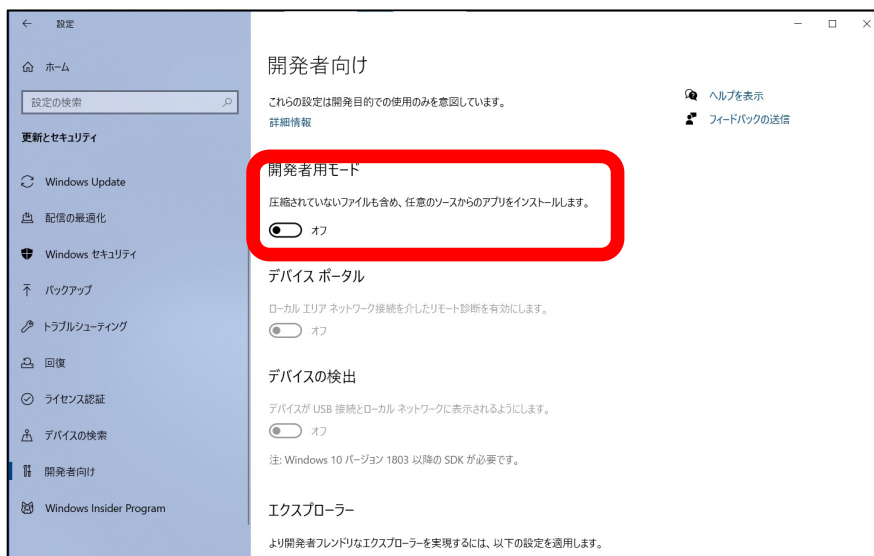 設定
ホーム
設定の検索
更新とセキュリティ
Windows Update
配信の最適化
Windows セキュリティ
バックアップ
トラブルシューティング
回復
ライセンス認証
デバイスの検索
開発者向け
Windows Insider Program
開発者向け
これらの設定は開発目的での使用のみを意図しています。
詳細情報
開発者用モード
圧縮されていないファイルも含め、任意のソースからのアプリをインストールします。
オフ
デバイス ポータル
ローカル エリア ネットワーク接続を介したリモート診断を有効にします。
オフ
デバイスの検出
デバイスが USB 接続とローカル ネットワークに表示されるようにします。
オフ
注: Windows 10 バージョン 1803 以降の SDK が必要です。
エクスプローラー
より開発者フレンドリなエクスプローラーを実現するには、以下の設定を適用します。
ヘルプを表示
フィードバックの送信